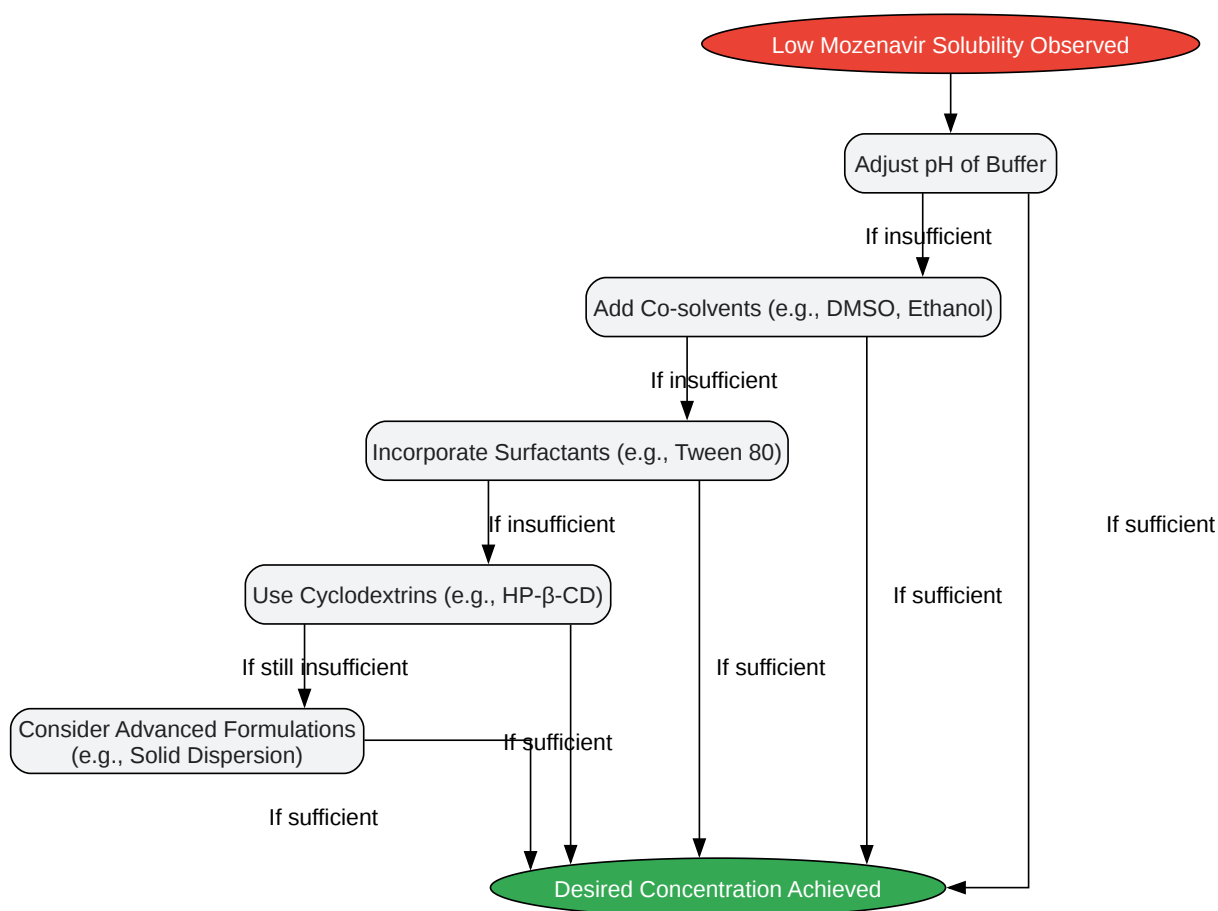 Low Mozenavir Solubility Observed
Adjust pH of Buffer
If insufficient
Add Co-solvents (e.g., DMSO, Ethanol)
If insufficient
Incorporate Surfactants (e.g., Tween 80)
If insufficient
If sufficient
Use Cyclodextrins (e.g., HP-β-CD)
If sufficient
If still insufficient
If sufficient
Consider Advanced Formulations
(e.g., Solid Dispersion)
If sufficient
If sufficient
Desired Concentration Achieved